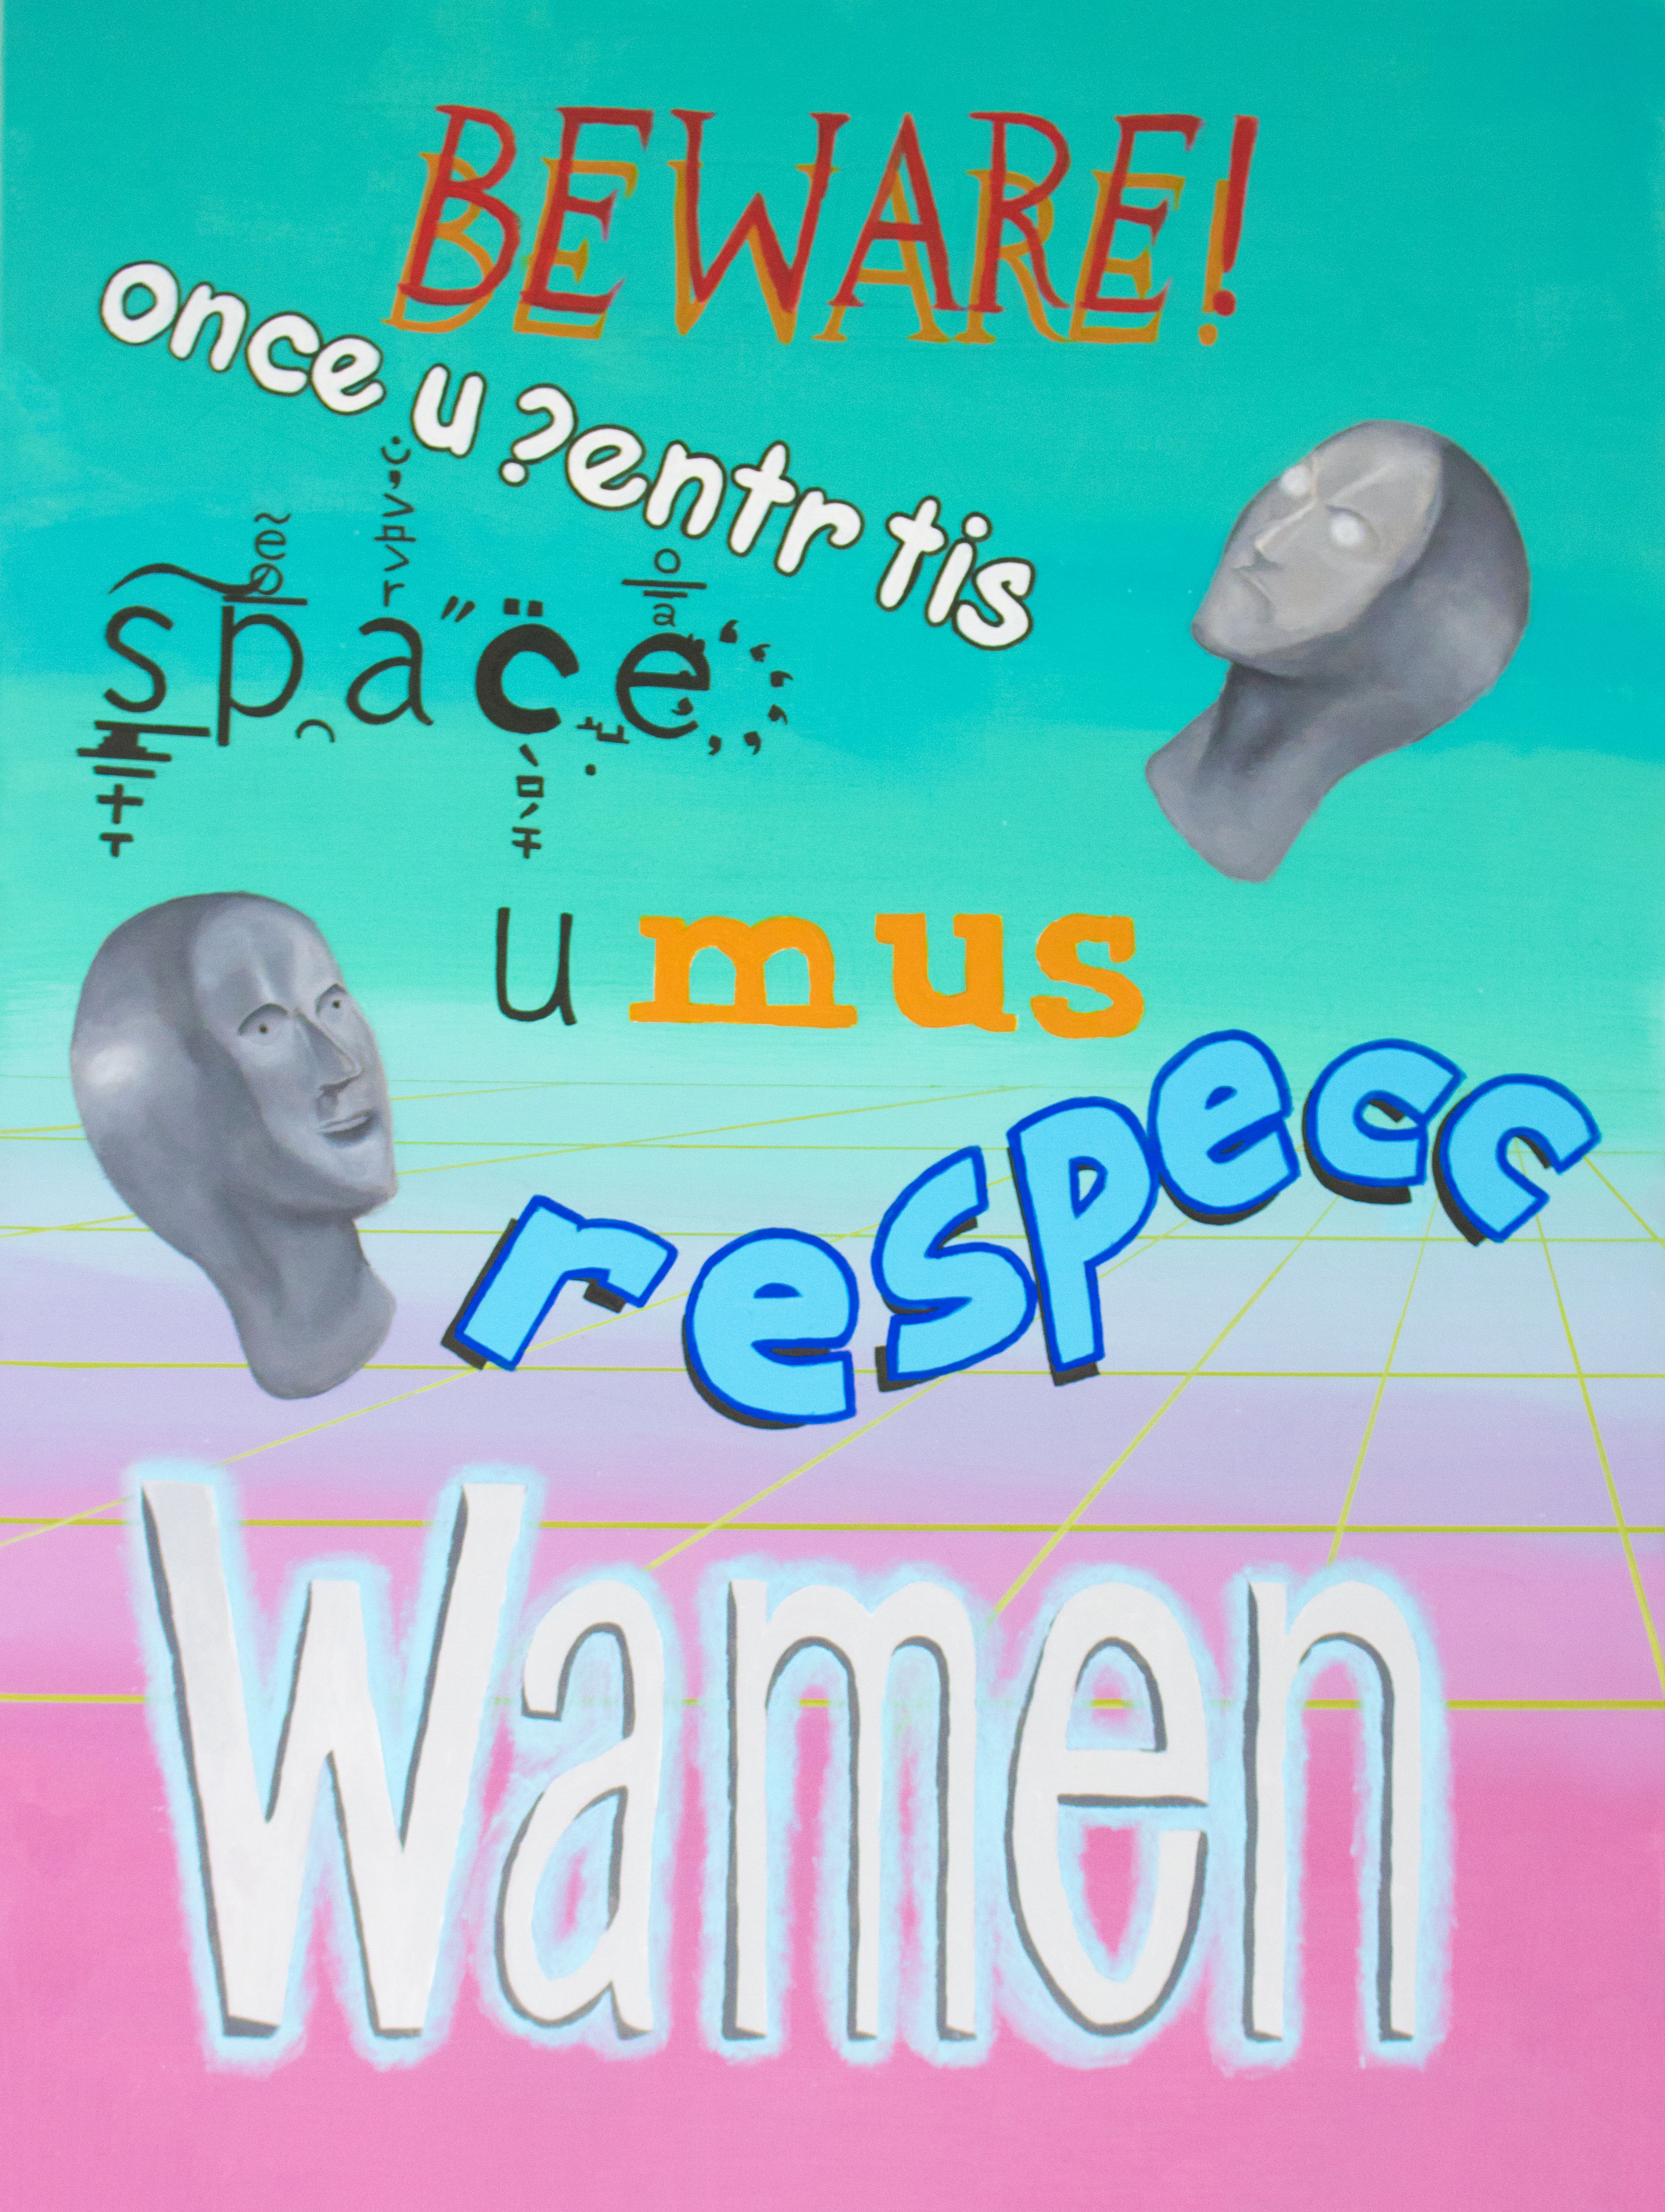 BEWARE!
once u ?entr tis
space
u mus
respecc
Wamen